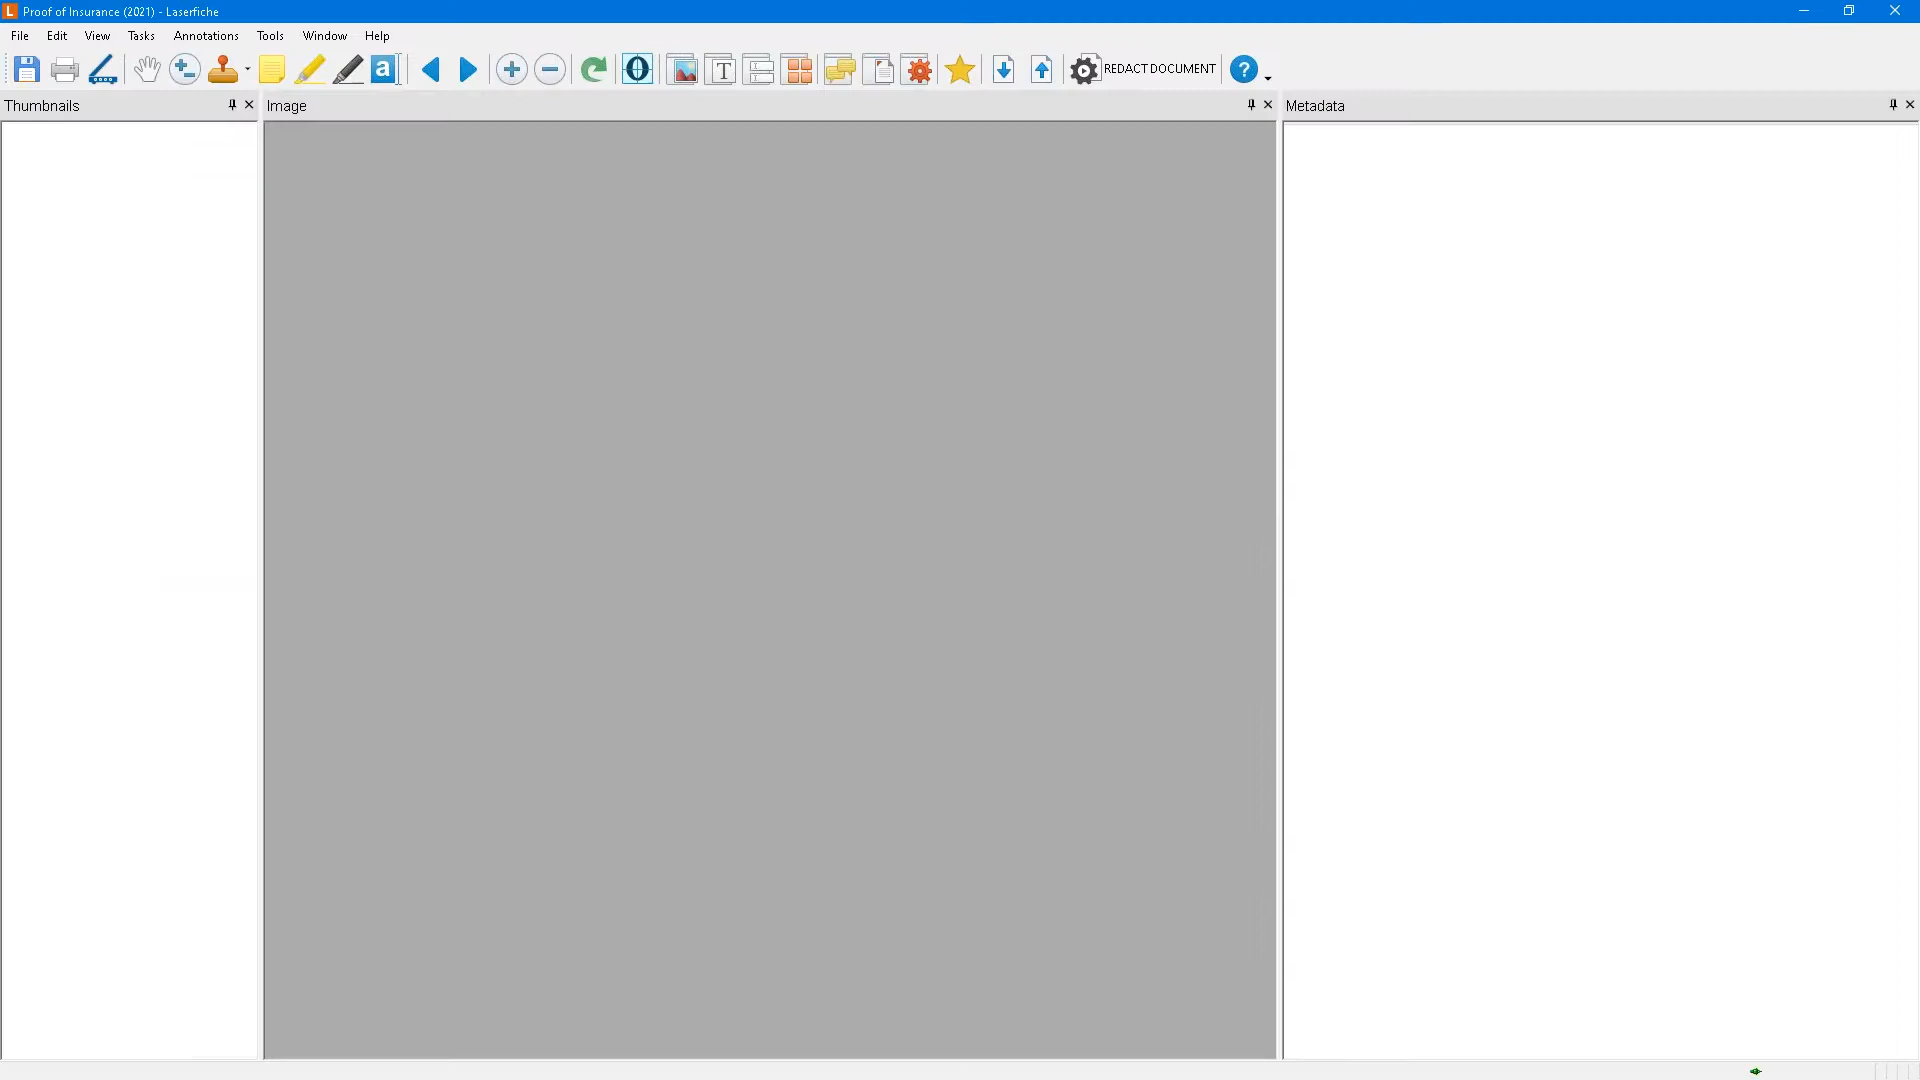 L Proof of Insurance (2021) - Laserfiche
File Edit View Tasks Annotations Tools Window Help
a T REDACT DOCUMENT ?
Thumbnails
Image
Metadata